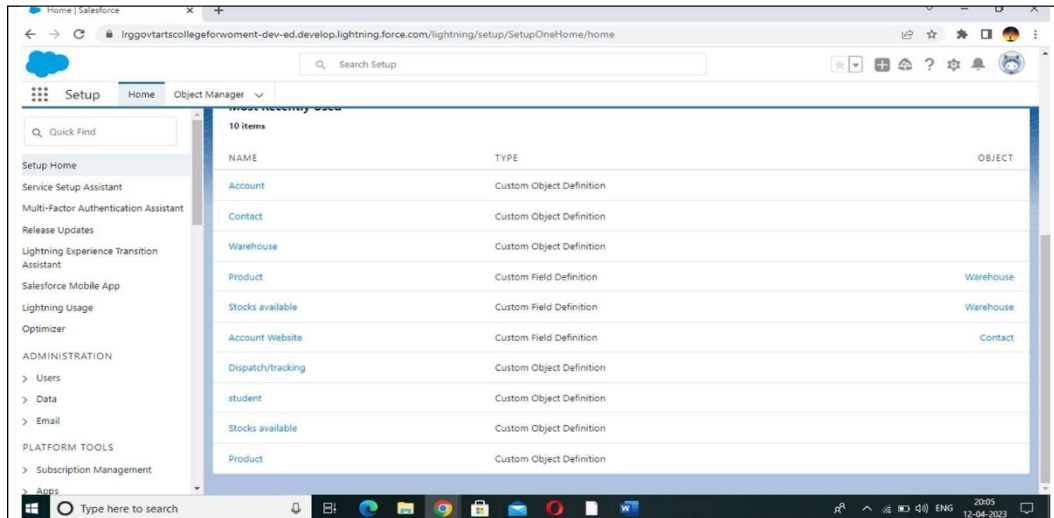 Home | Salesforce
lrggovtartscollegeforwoment-dev-ed.develop.lightning.force.com/lightning/setup/SetupOneHome/home
Search Setup
Setup
Home
Object Manager
Most Recently Used
10 items
Quick Find
NAME TYPE OBJECT
Setup Home
Service Setup Assistant
Multi-Factor Authentication Assistant
Release Updates
Lightning Experience Transition
Assistant
Salesforce Mobile App
Lightning Usage
Optimizer
ADMINISTRATION
Users
Data
Email
PLATFORM TOOLS
Subscription Management
Apps
Account Custom Object Definition
Contact Custom Object Definition
Warehouse Custom Object Definition
Product Custom Field Definition Warehouse
Stocks available Custom Field Definition Warehouse
Account Website Custom Field Definition Contact
Dispatch/tracking Custom Object Definition
student Custom Object Definition
Stocks available Custom Object Definition
Product Custom Object Definition
Type here to search
ENG
20:05
12-04-2023